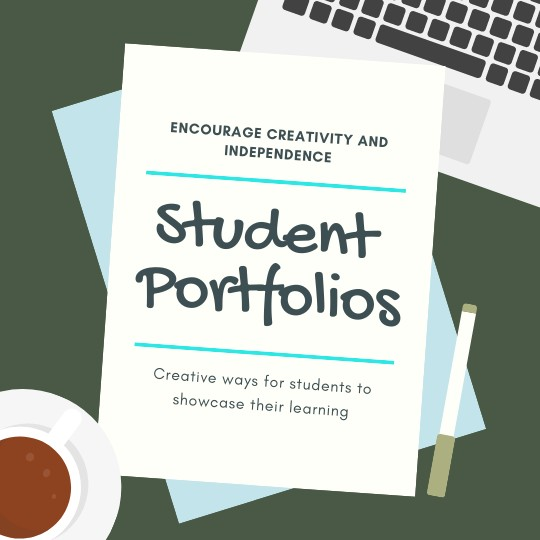 ENCOURAGE CREATIVITY AND
INDEPENDENCE
Student
Portfolios
Creative ways for students to
showcase their learning